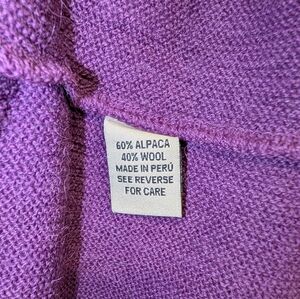 60% ALPACA
40% WOOL
MADE IN PERÚ
SEE REVERSE
FOR CARE